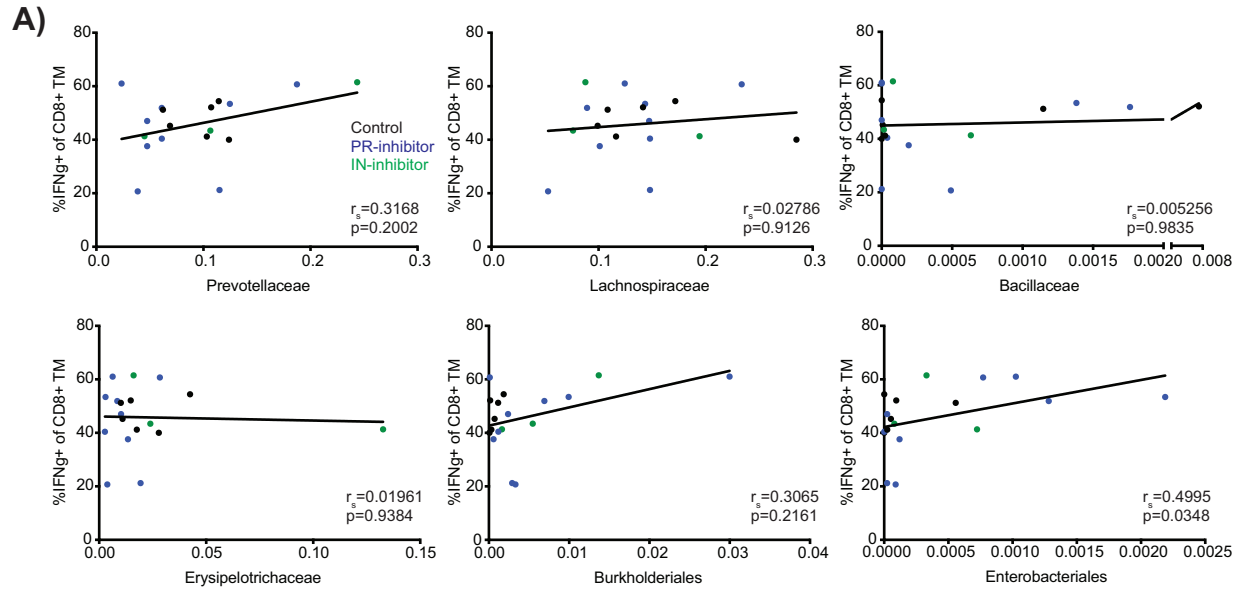 A)
%IFNg+ of CD8+ TM
80
60
40
20
0
0.0
0.1
0.2
0.3
Prevotellaceae
Control
PR-inhibitor
IN-inhibitor
rs=0.3168
p=0.2002
%IFNg+ of CD8+ TM
80
60
40
20
0
0.0
0.1
0.2
0.3
Lachnospiraceae
rs=0.02786
p=0.9126
%IFNg+ of CD8+ TM
80
60
40
20
0
0.0000
0.0005
0.0010
0.0015
0.0020
0.008
Bacillaceae
rs=0.005256
p=0.9835
%IFNg+ of CD8+ TM
80
60
40
20
0
0.00
0.05
0.10
0.15
Erysipelotrichaceae
rs=0.01961
p=0.9384
%IFNg+ of CD8+ TM
80
60
40
20
0
0.00
0.01
0.02
0.03
0.04
Burkholderiales
rs=0.3065
p=0.2161
%IFNg+ of CD8+ TM
80
60
40
20
0
0.0000
0.0005
0.0010
0.0015
0.0020
0.0025
Enterobacteriales
rs=0.4995
p=0.0348